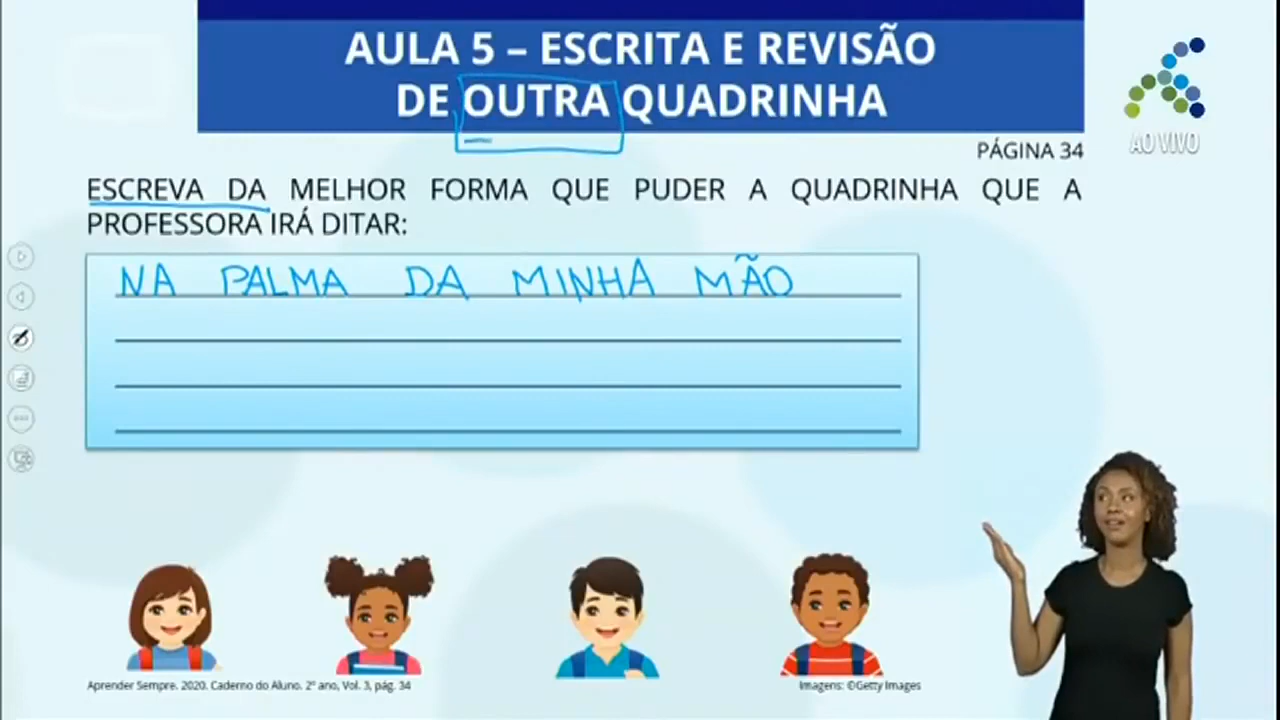 AULA 5 – ESCRITA E REVISÃO
DE OUTRA QUADRINHA
AO VIVO
PÁGINA 34
ESCREVA DA MELHOR FORMA QUE PUDER A QUADRINHA QUE A
PROFESSORA IRÁ DITAR:
NA PALMA DA MINHA MÃO
Aprender Sempre. 2020. Caderno do Aluno. 2º ano, Vol. 3, pág. 34
Imagens: ©Getty Images